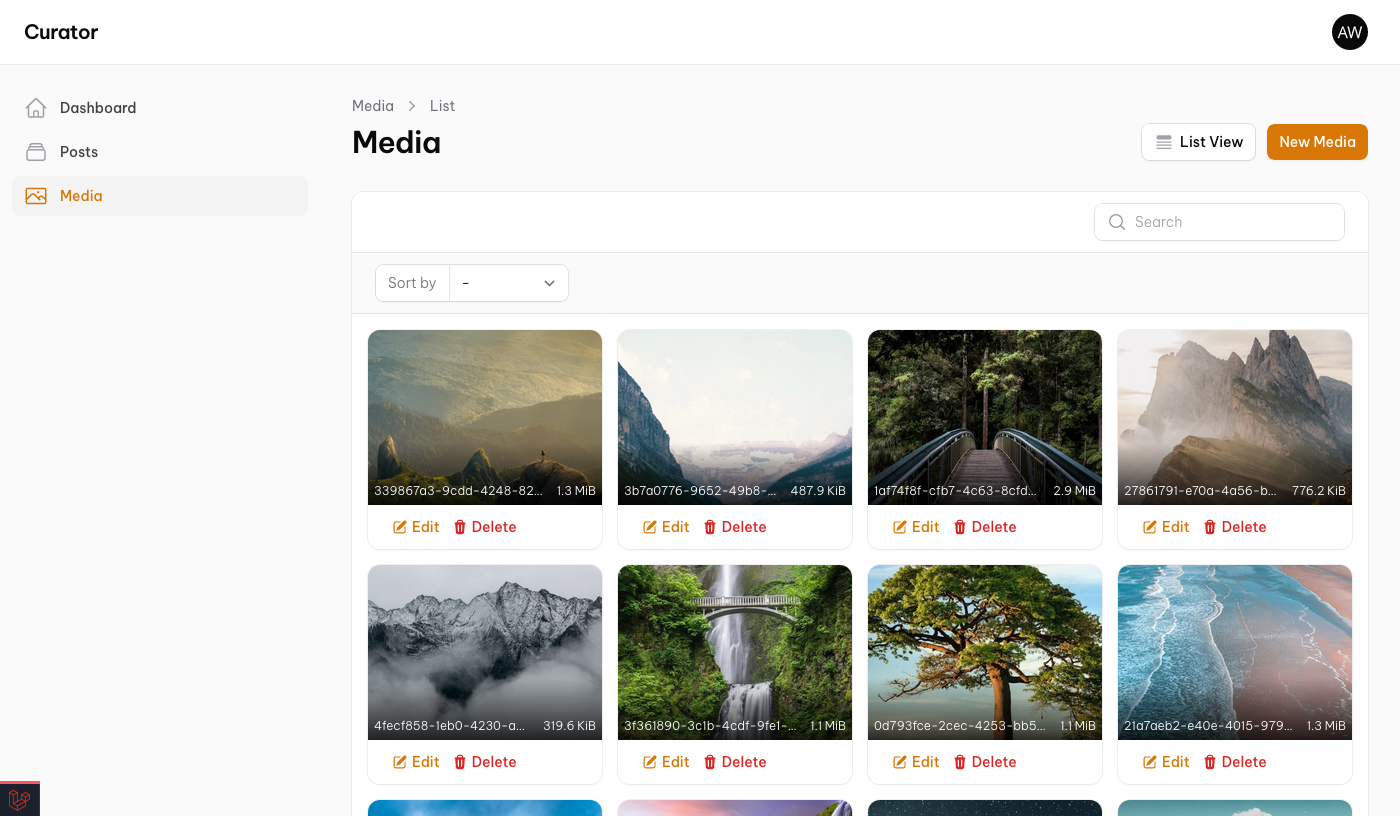 Curator
AW
Dashboard
Posts
Media
Media > List
Media
List View
New Media
Search
Sort by
-
339867a3-9cdd-4248-82... 1.3 MiB
3b7a0776-9652-49b8-... 487.9 KiB
1af74f8f-cfb7-4c63-8cfd... 2.9 MiB
27861791-e70a-4a56-b... 776.2 KiB
Edit Delete
Edit Delete
Edit Delete
Edit Delete
4fecf858-1eb0-4230-a... 319.6 KiB
3f361890-3c1b-4cdf-9fe1-... 1.1 MiB
0d793fce-2cec-4253-bb5... 1.1 MiB
21a7aeb2-e40e-4015-979... 1.3 MiB
Edit Delete
Edit Delete
Edit Delete
Edit Delete